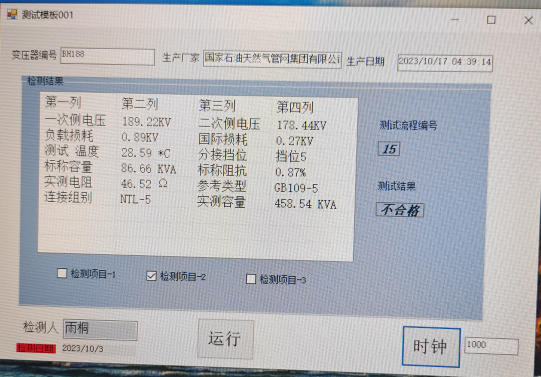 测试模板001
变压器编号 BH188 生产厂家 国家石油天然气管网集团有限公 生产日期 2023/10/17 04:39:14
检测结果
第一列 第二列 第三列 第四列
一次侧电压 189.22KV 二次侧电压 178.44KV
负载损耗 0.89KV 国际损耗 0.27KV
测试 温度 28.59 *C 分接挡位 挡位5
标称容量 86.66 KVA 标称阻抗 0.87%
实测电阻 46.52 Ω 参考类型 GB109-5
连接组别 NTL-5 实测容量 458.54 KVA
测试流程编号
15
测试结果
不合格
检测项目-1 检测项目-2 检测项目-3
检测人 雨桐 运行 时钟 1000
检测日期 2023/10/3